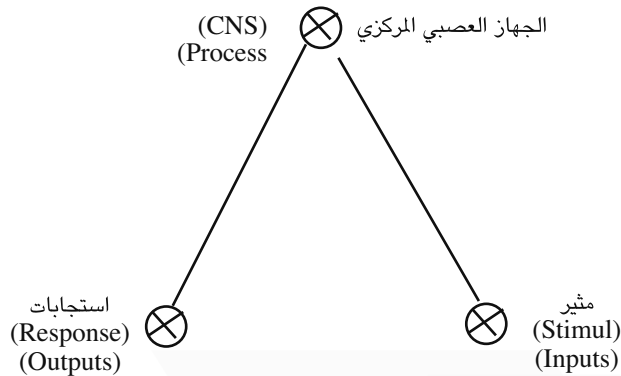 الجهاز العصبي المركزي (CNS)
(Process
مثير
(Stimul)
(Inputs)
استجابات
(Response)
(Outputs)